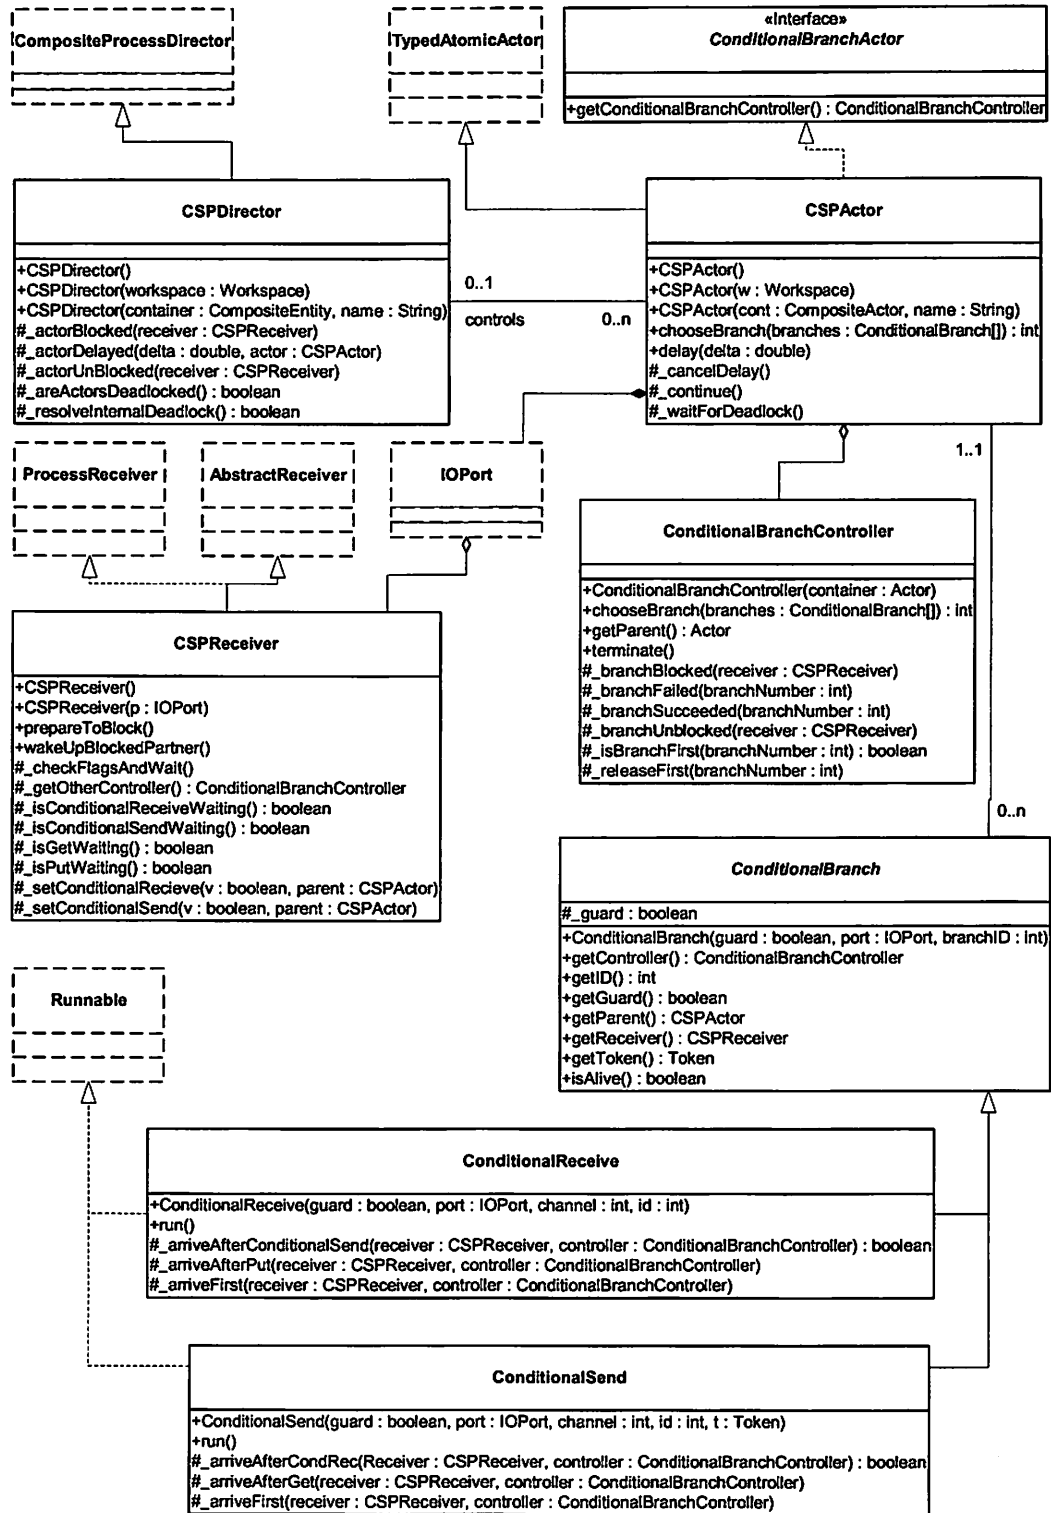 CompositeProcessDirector
TypedAtomicActor
«Interface»
ConditionalBranchActor
+getConditionalBranchController() : ConditionalBranchController
CSPDirector
+CSPDirector()
+CSPDirector(workspace : Workspace)
+CSPDirector(container : CompositeEntity, name : String)
#_actorBlocked(receiver : CSPReceiver)
#_actorDelayed(delta : double, actor : CSPActor)
#_actorUnBlocked(receiver : CSPReceiver)
#_areActorsDeadlocked() : boolean
#_resolveInternalDeadlock() : boolean
0..1
controls
0..n
CSPActor
+CSPActor()
+CSPActor(w : Workspace)
+CSPActor(cont : CompositeActor, name : String)
+chooseBranch(branches : ConditionalBranch[]) : int
+delay(delta : double)
#_cancelDelay()
#_continue()
#_waitForDeadlock()
ProcessReceiver
AbstractReceiver
IOPort
1..1
ConditionalBranchController
+ConditionalBranchController(container : Actor)
+chooseBranch(branches : ConditionalBranch[]) : int
+getParent() : Actor
+terminate()
#_branchBlocked(receiver : CSPReceiver)
#_branchFailed(branchNumber : int)
#_branchSucceeded(branchNumber : int)
#_branchUnblocked(receiver : CSPReceiver)
#_isBranchFirst(branchNumber : int) : boolean
#_releaseFirst(branchNumber : int)
CSPReceiver
+CSPReceiver()
+CSPReceiver(p : IOPort)
+prepareToBlock()
+wakeUpBlockedPartner()
#_checkFlagsAndWait()
#_getOtherController() : ConditionalBranchController
#_isConditionalReceiveWaiting() : boolean
#_isConditionalSendWaiting() : boolean
#_isGetWaiting() : boolean
#_isPutWaiting() : boolean
#_setConditionalRecieve(v : boolean, parent : CSPActor)
#_setConditionalSend(v : boolean, parent : CSPActor)
0..n
ConditionalBranch
#_guard : boolean
+ConditionalBranch(guard : boolean, port : IOPort, branchID : int)
+getController() : ConditionalBranchController
+getID() : int
+getGuard() : boolean
+getParent() : CSPActor
+getReceiver() : CSPReceiver
+getToken() : Token
+isAlive() : boolean
Runnable
ConditionalReceive
+ConditionalReceive(guard : boolean, port : IOPort, channel : int, id : int)
+run()
#_arriveAfterConditionalSend(receiver : CSPReceiver, controller : ConditionalBranchController) : boolean
#_arriveAfterPut(receiver : CSPReceiver, controller : ConditionalBranchController)
#_arriveFirst(receiver : CSPReceiver, controller : ConditionalBranchController)
ConditionalSend
+ConditionalSend(guard : boolean, port : IOPort, channel : int, id : int, t : Token)
+run()
#_arriveAfterCondRec(Receiver : CSPReceiver, controller : ConditionalBranchController) : boolean
#_arriveAfterGet(receiver : CSPReceiver, controller : ConditionalBranchController)
#_arriveFirst(receiver : CSPReceiver, controller : ConditionalBranchController)